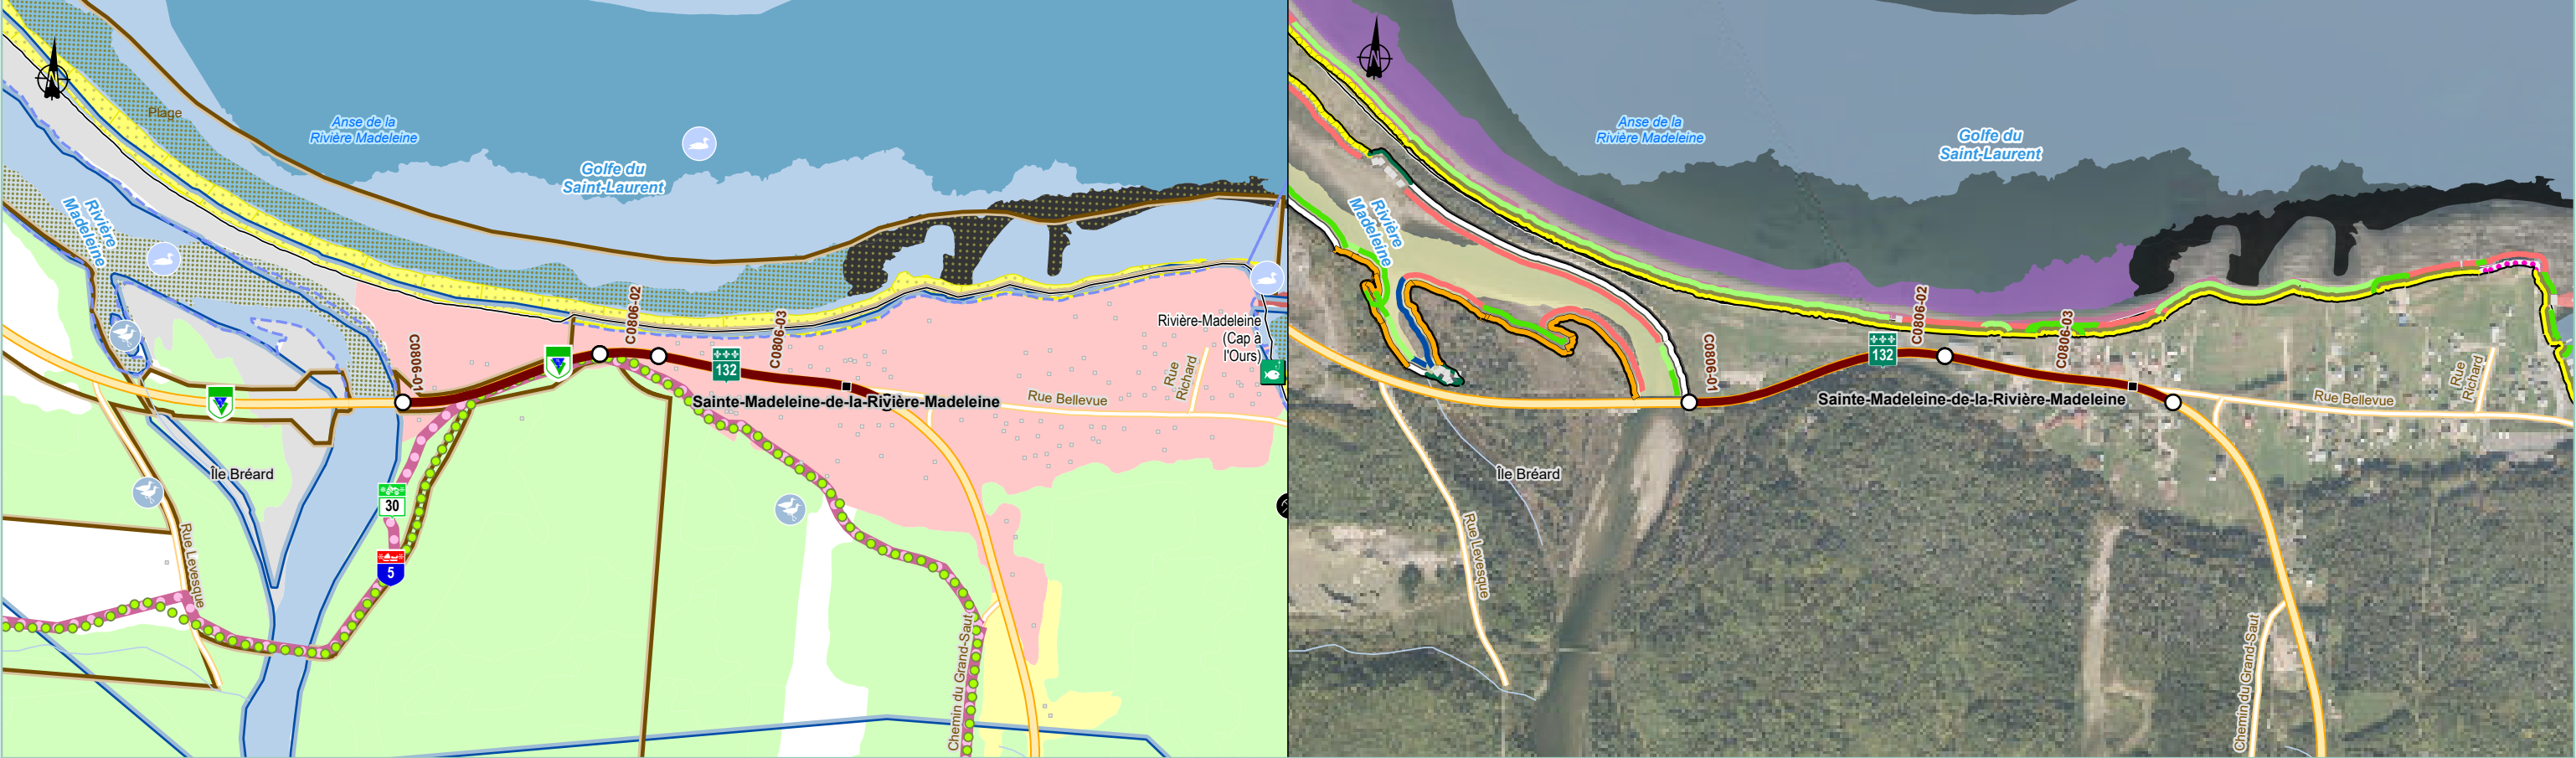 N
Plage
Anse de la
Rivière Madeleine
Golfe du
Saint-Laurent
Rivière
Madeleine
C0806-01
C0806-02
C0806-03
132
Sainte-Madeleine-de-la-Rivière-Madeleine
Rivière-Madeleine
(Cap à
l'Ours)
Rue
Richard
Rue Bellevue
Île Bréard
30
5
Rue Levesque
Chemin du Grand-Saut
N
Anse de la
Rivière Madeleine
Golfe du
Saint-Laurent
Rivière
Madeleine
C0806-01
C0806-02
C0806-03
132
Sainte-Madeleine-de-la-Rivière-Madeleine
Rue
Richard
Rue Bellevue
Île Bréard
Rue Levesque
Chemin du Grand-Saut